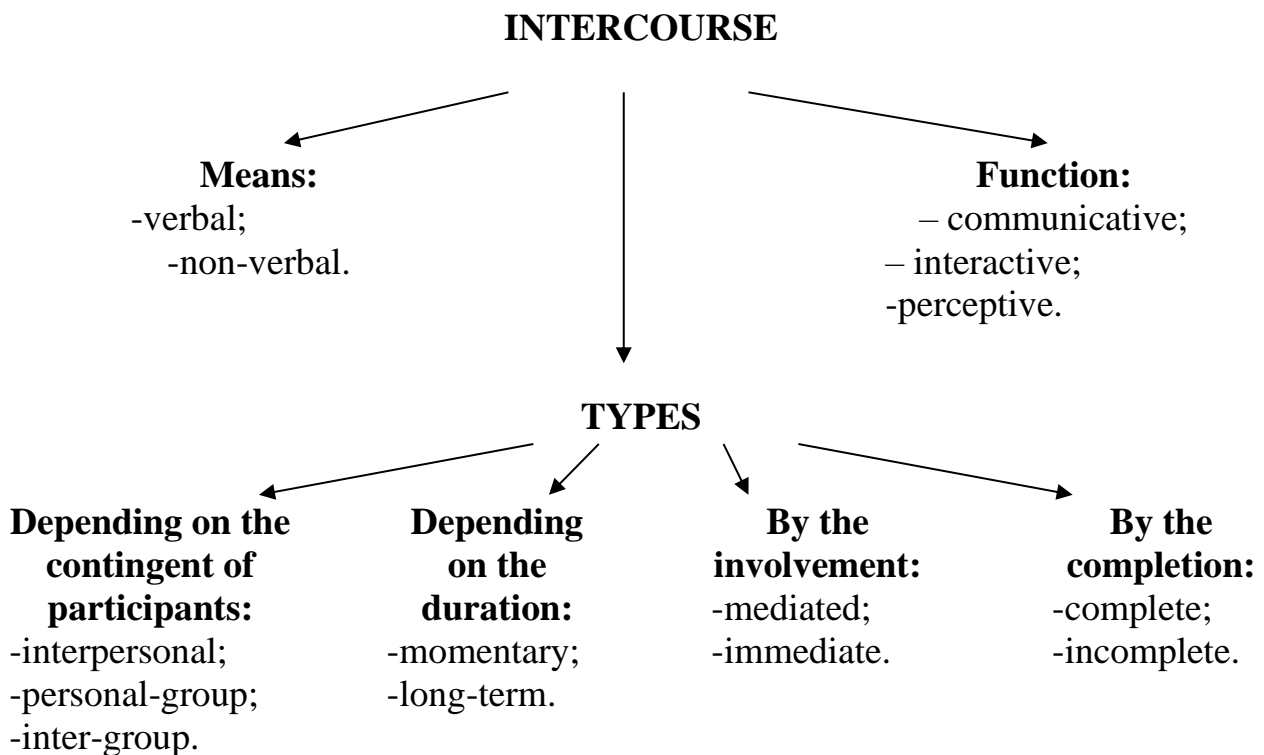 INTERCOURSE
Means:
-verbal;
-non-verbal.
Function:
– communicative;
– interactive;
-perceptive.
TYPES
Depending on the
contingent of
participants:
-interpersonal;
-personal-group;
-inter-group.
Depending
on the
duration:
-momentary;
-long-term.
By the
involvement:
-mediated;
-immediate.
By the
completion:
-complete;
-incomplete.